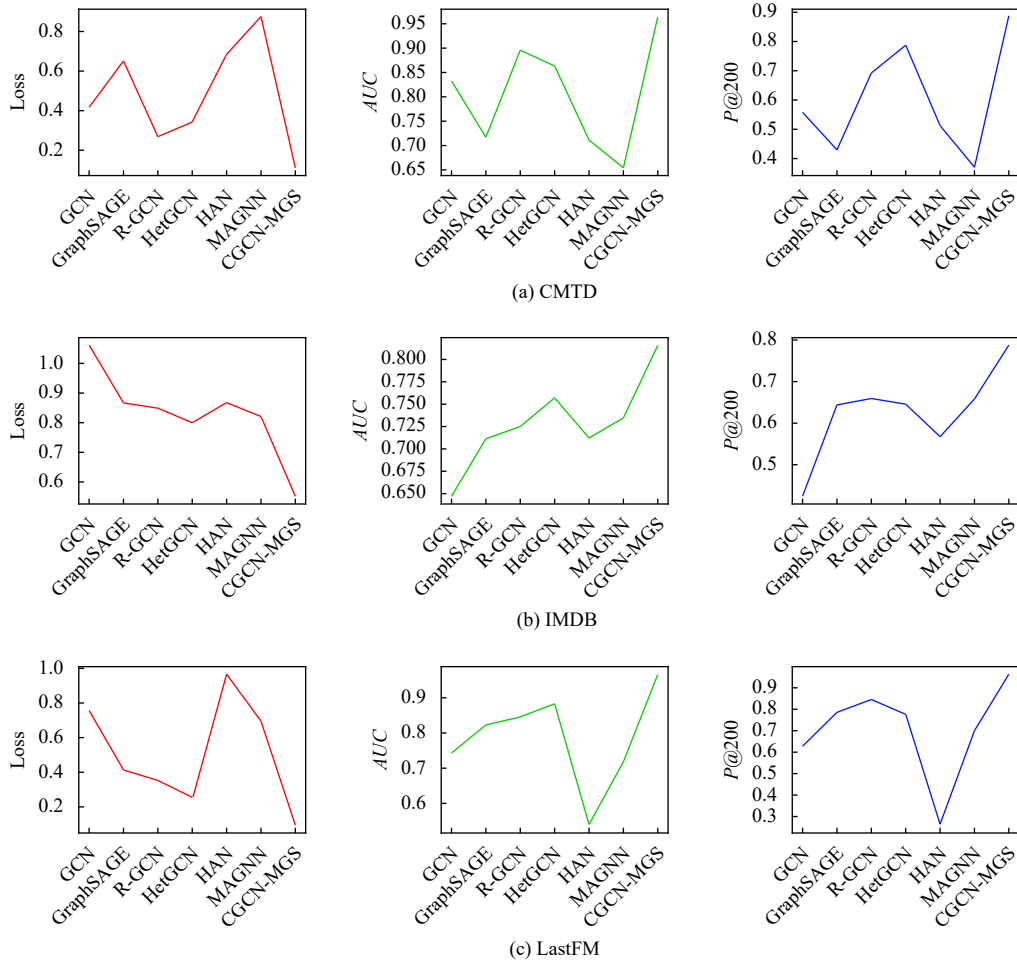 Loss
0.8
0.6
0.4
0.2
GCN
GraphSAGE
R-GCN
HetGCN
HAN
MAGNN
CGCN-MGS
AUC
0.95
0.90
0.85
0.80
0.75
0.70
0.65
GCN
GraphSAGE
R-GCN
HetGCN
HAN
MAGNN
CGCN-MGS
P@200
0.9
0.8
0.7
0.6
0.5
0.4
GCN
GraphSAGE
R-GCN
HetGCN
HAN
MAGNN
CGCN-MGS
(a) CMTD
Loss
1.0
0.9
0.8
0.6
GCN
GraphSAGE
R-GCN
HetGCN
HAN
MAGNN
CGCN-MGS
AUC
0.800
0.775
0.750
0.725
0.700
0.675
0.650
GCN
GraphSAGE
R-GCN
HetGCN
HAN
MAGNN
CGCN-MGS
P@200
0.8
0.7
0.6
0.5
GCN
GraphSAGE
R-GCN
HetGCN
HAN
MAGNN
CGCN-MGS
(b) IMDB
Loss
1.0
0.8
0.6
0.4
0.2
GCN
GraphSAGE
R-GCN
HetGCN
HAN
MAGNN
CGCN-MGS
AUC
0.9
0.8
0.7
0.6
GCN
GraphSAGE
R-GCN
HetGCN
HAN
MAGNN
CGCN-MGS
P@200
0.9
0.8
0.7
0.6
0.5
0.4
0.3
GCN
GraphSAGE
R-GCN
HetGCN
HAN
MAGNN
CGCN-MGS
(c) LastFM